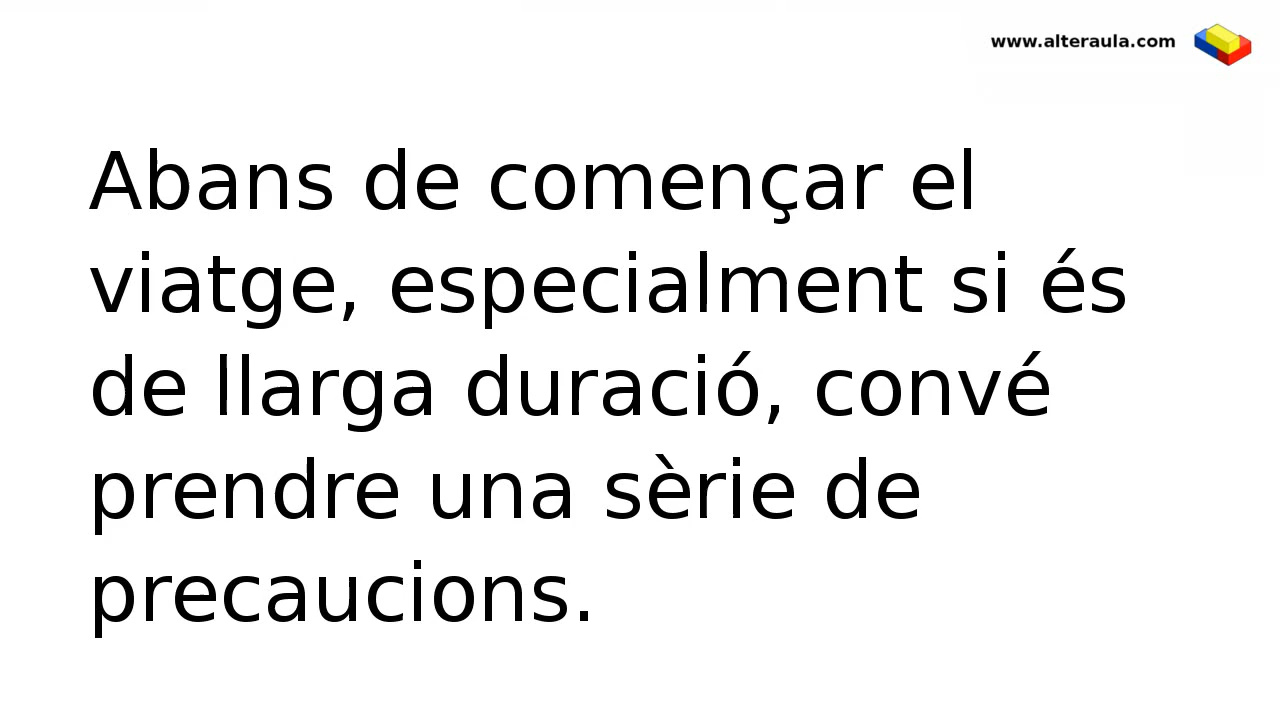 www.alteraula.com
Abans de començar el
viatge, especialment si és
de llarga duració, convé
prendre una sèrie de
precaucions.